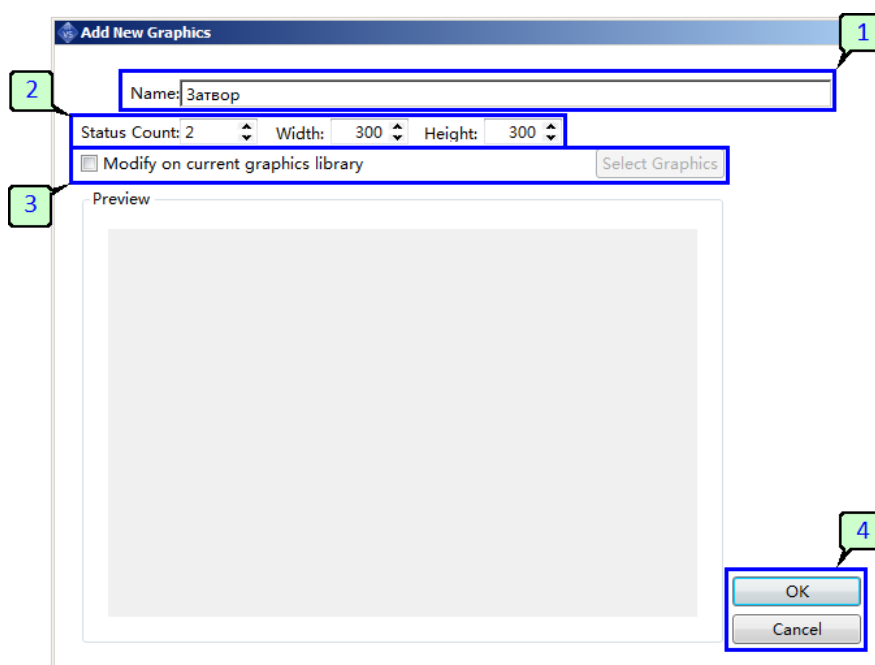 Add New Graphics
1
2
Name: Затвор
Status Count: 2 Width: 300 Height: 300
Modify on current graphics library Select Graphics
3
Preview
4
OK
Cancel